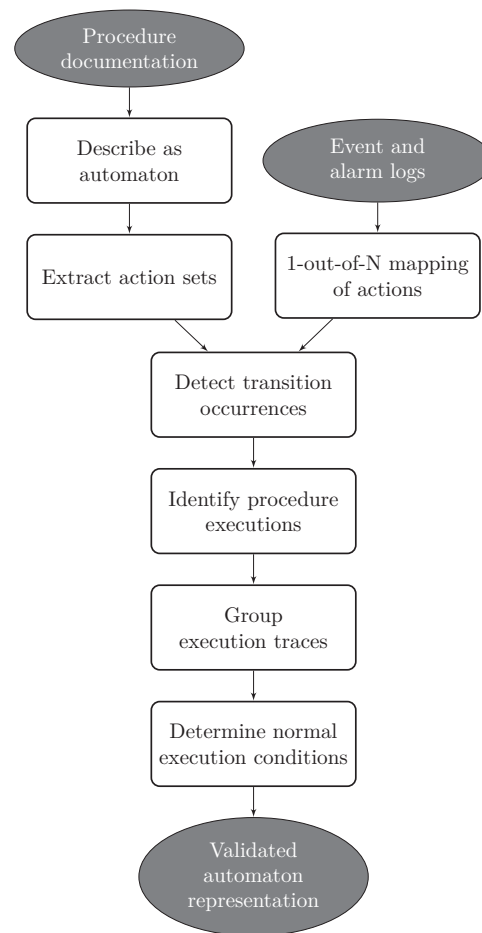 Procedure
documentation
Describe as
automaton
Event and
alarm logs
Extract action sets
1-out-of-N mapping
of actions
Detect transition
occurrences
Identify procedure
executions
Group
execution traces
Determine normal
execution conditions
Validated
automaton
representation